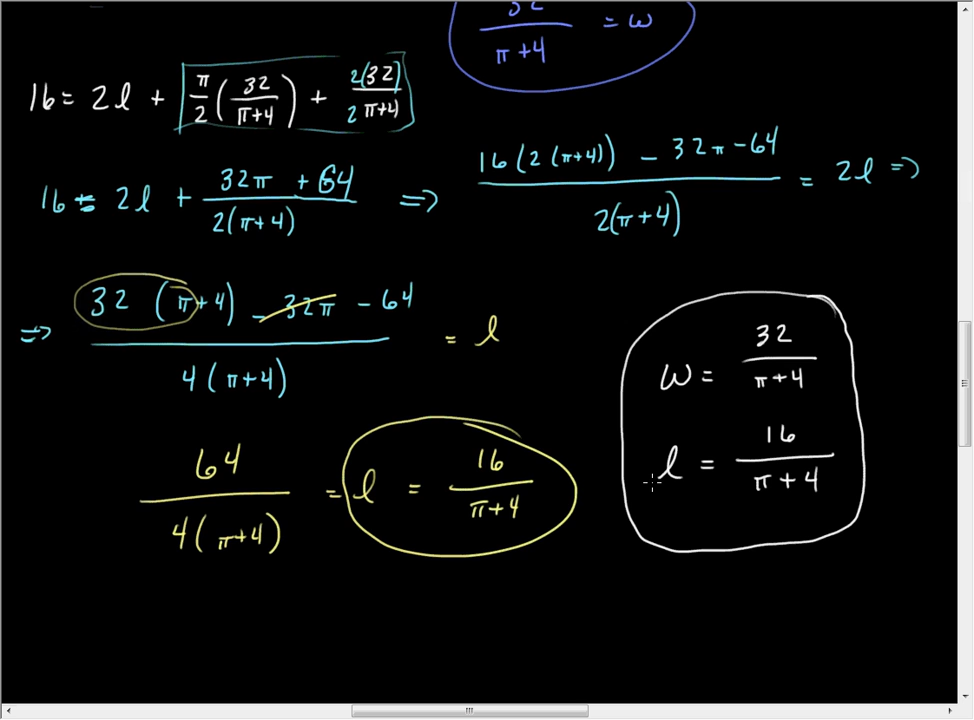 32/(π+4) = w
16 = 2l + π/2 (32/(π+4)) + 2(32)/(2 π+4)
16 = 2l + (32π + 64)/(2(π+4)) => (16(2(π+4)) - 32π - 64)/(2(π+4)) = 2l =>
=> (32 (π+4) - 32π - 64)/(4(π+4)) = l
64/(4(π+4)) = l = 16/(π+4)
w = 32/(π+4)
l = 16/(π+4)